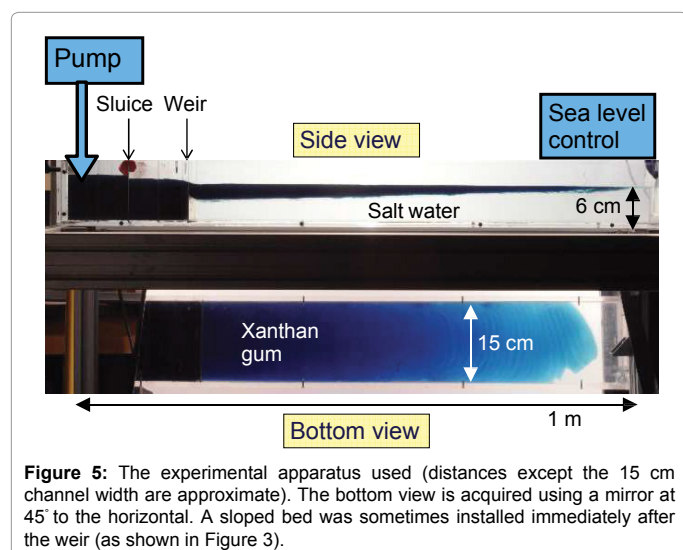 Pump
Sluice Weir
Side view
Sea level
control
Salt water
6 cm
Xanthan
gum
15 cm
1 m
Bottom view
Figure 5: The experimental apparatus used (distances except the 15 cm
channel width are approximate). The bottom view is acquired using a mirror at
45° to the horizontal. A sloped bed was sometimes installed immediately after
the weir (as shown in Figure 3).